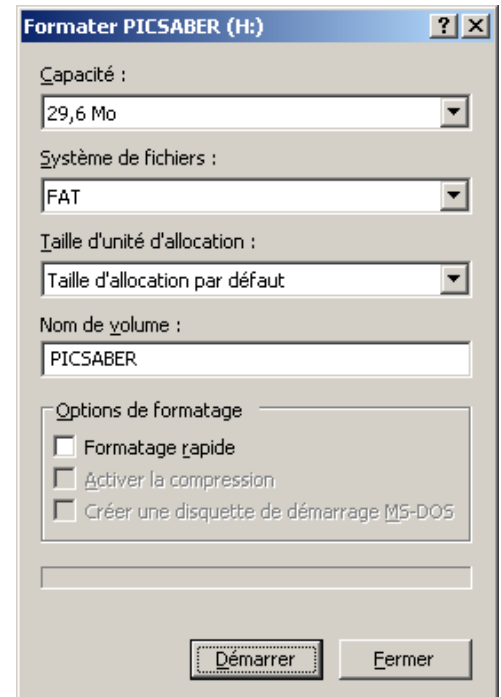 Formater PICSABER (H:)
Capacité :
29,6 Mo
Système de fichiers :
FAT
Taille d'unité d'allocation :
Taille d'allocation par défaut
Nom de volume :
PICSABER
Options de formatage
Formatage rapide
Activer la compression
Créer une disquette de démarrage MS-DOS
Démarrer
Fermer